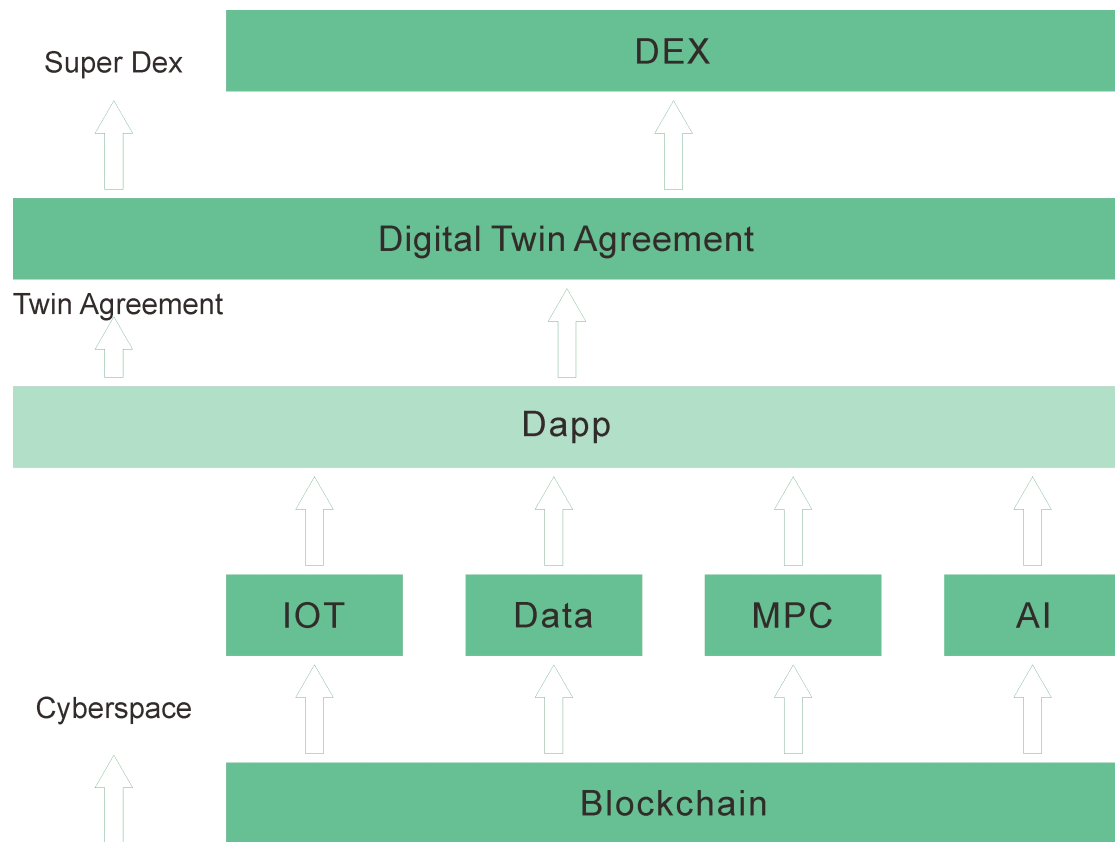 Super Dex
DEX
Digital Twin Agreement
Twin Agreement
Dapp
IOT
Data
MPC
AI
Cyberspace
Blockchain